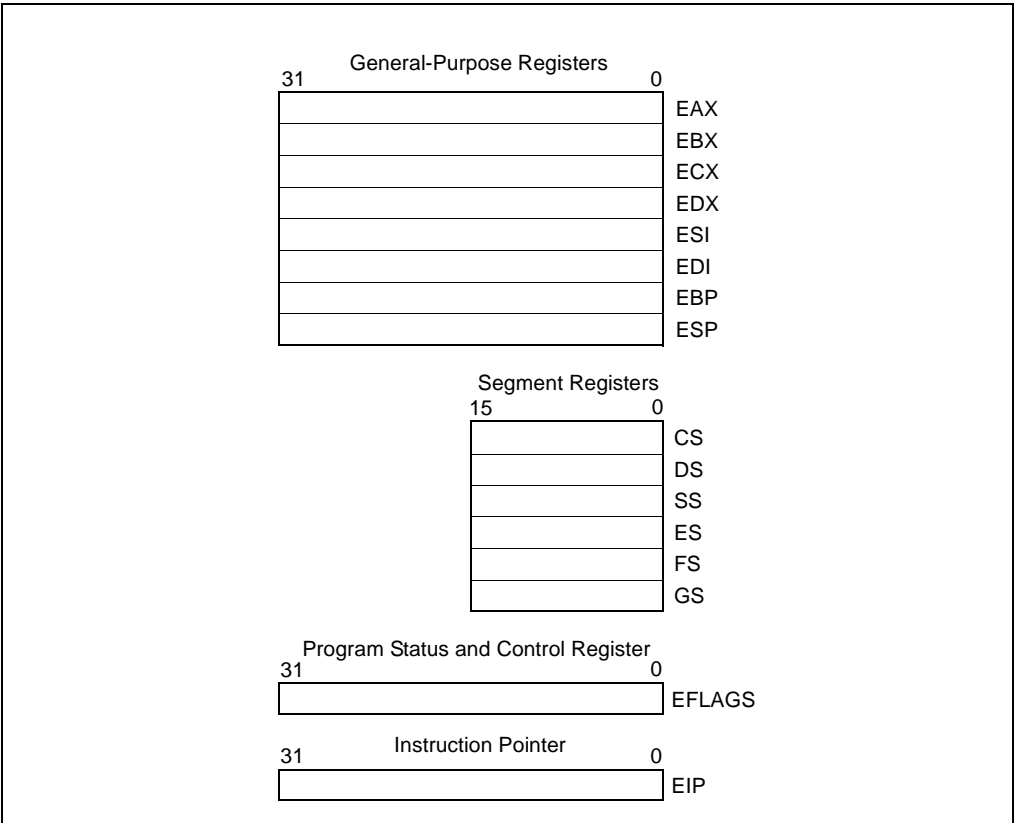 General-Purpose Registers
31 0
EAX
EBX
ECX
EDX
ESI
EDI
EBP
ESP
Segment Registers
15 0
CS
DS
SS
ES
FS
GS
Program Status and Control Register
31 0
EFLAGS
Instruction Pointer
31 0
EIP